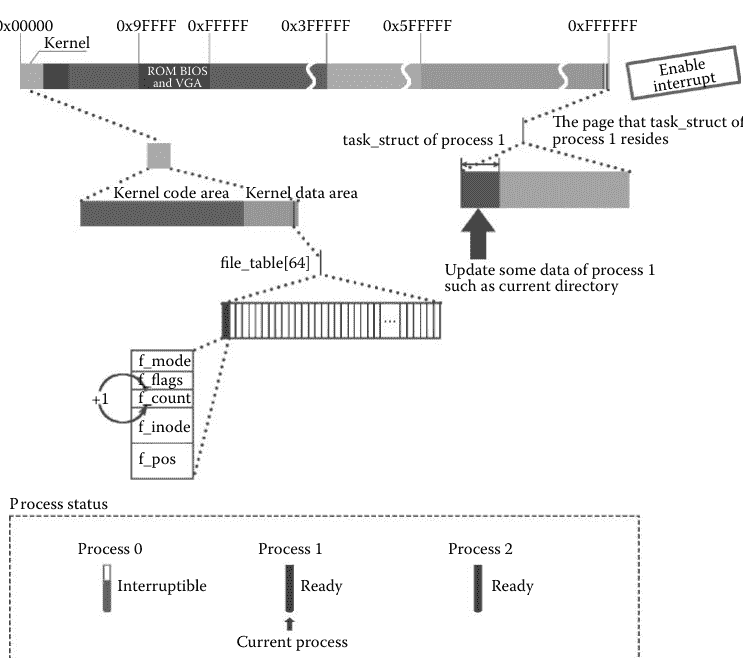 0x00000 0x9FFFF 0xFFFFF 0x3FFFFF 0x5FFFFF 0xFFFFFF
Kernel
ROM BIOS
and VGA
Enable
interrupt
The page that task_struct of
process 1 resides
task_struct of process 1
Kernel code area Kernel data area
file_table[64]
Update some data of process 1
such as current directory
...
f_mode
f_flags
+1
f_count
f_inode
f_pos
Process status
Process 0 Process 1 Process 2
Interruptible Ready Ready
Current process